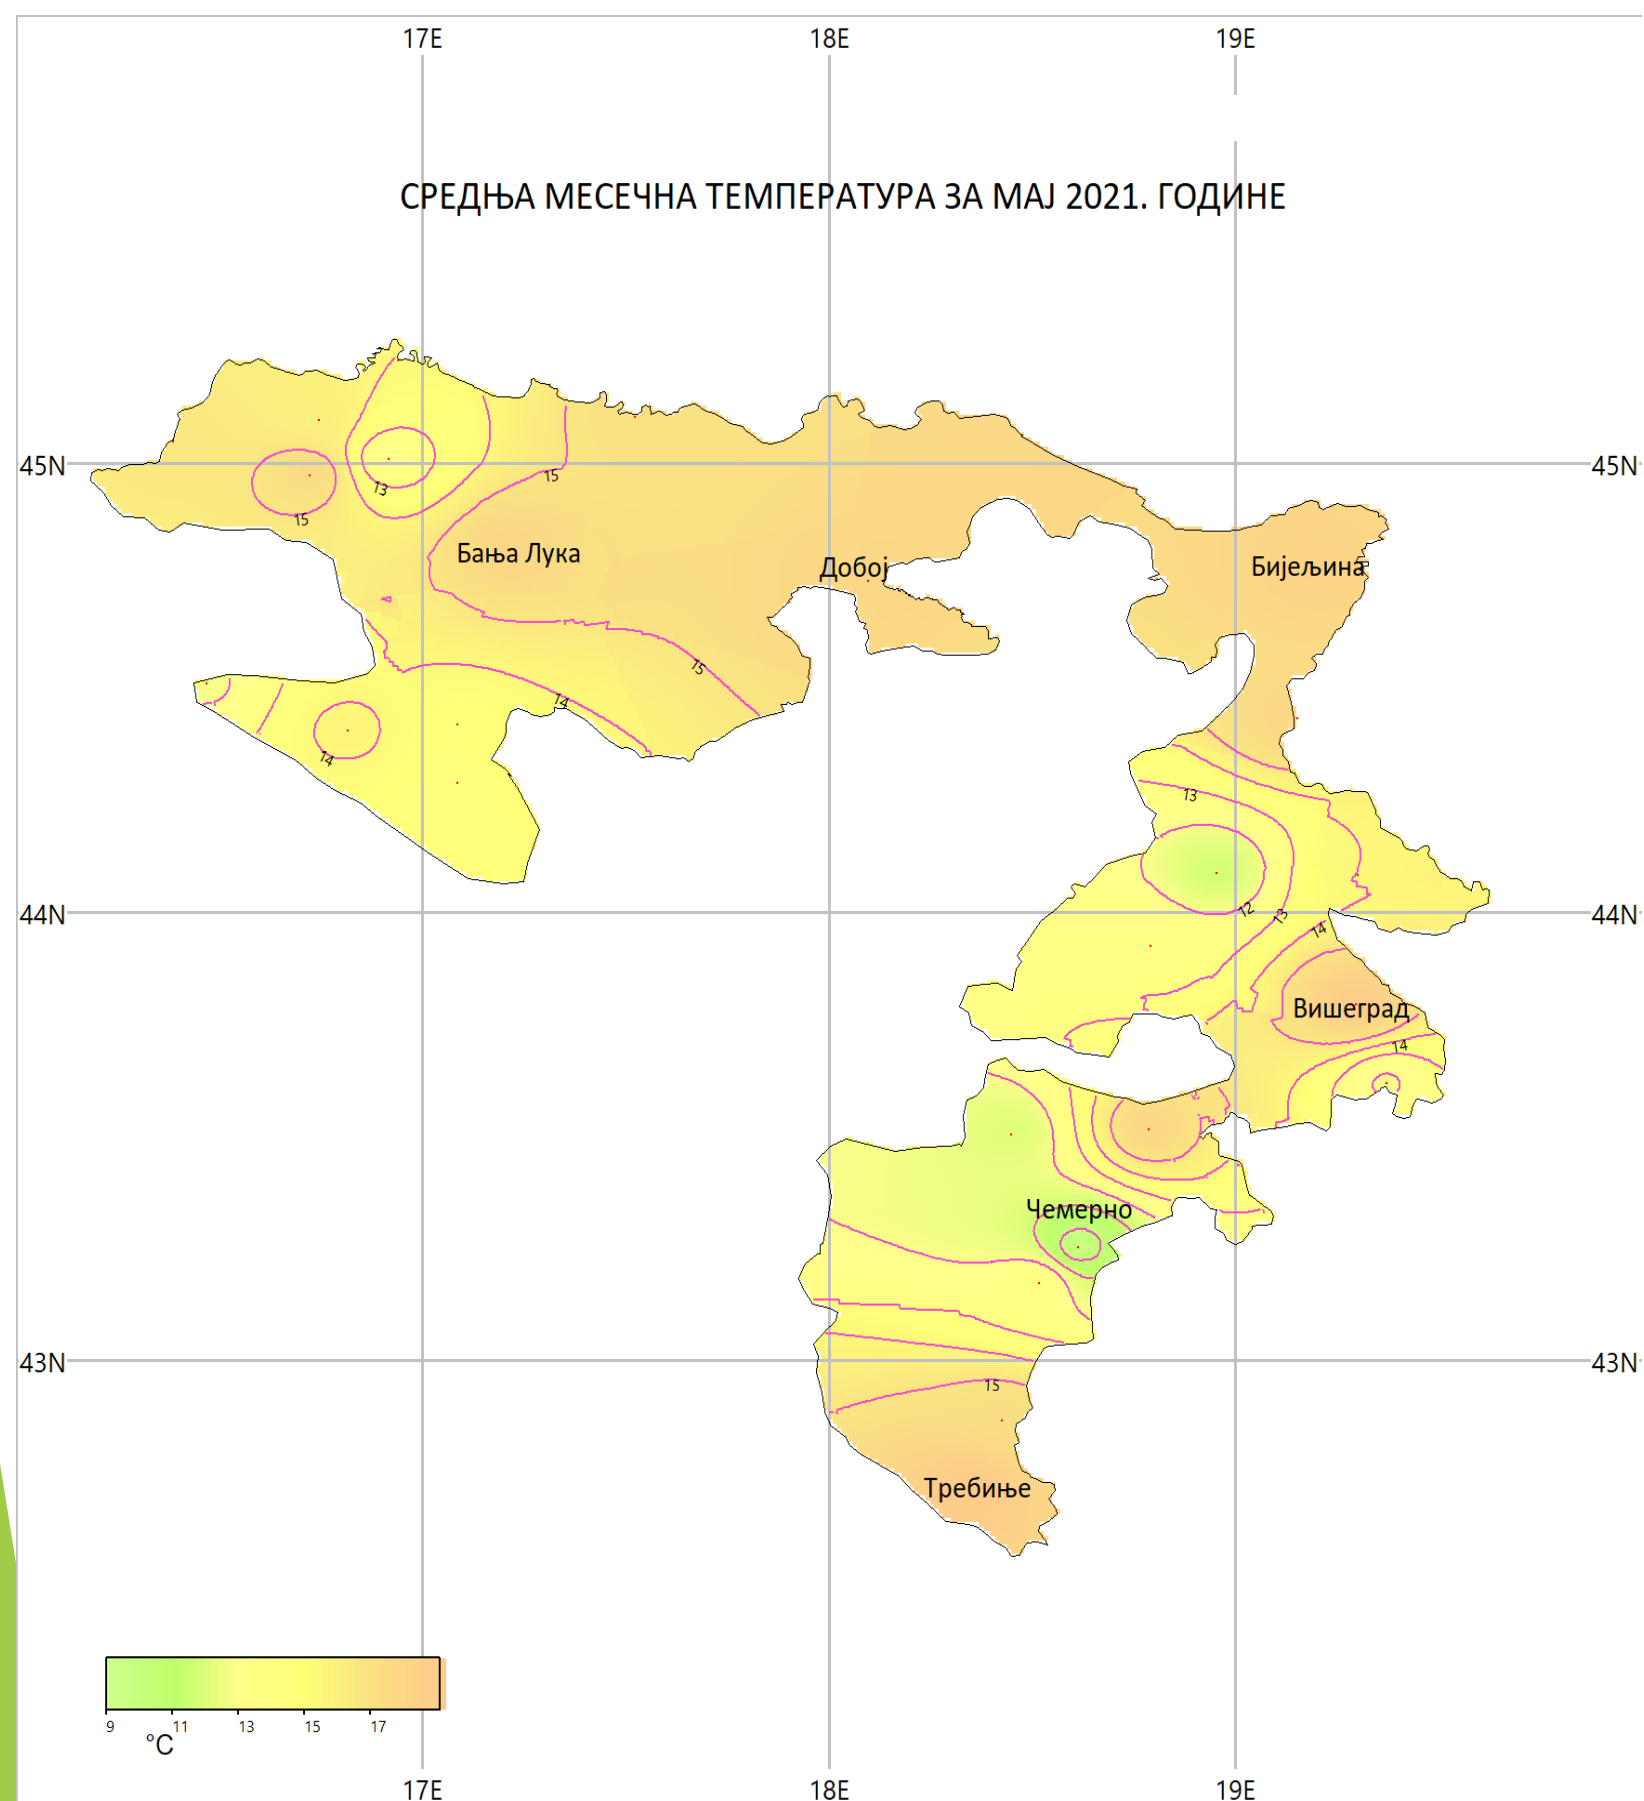 17E 18E 19E
СРЕДЊА МЕСЕЧНА ТЕМПЕРАТУРА ЗА МАЈ 2021. ГОДИНЕ
45N 45N
15
13
15
Бања Лука
Добој
Бијељина
15
14
14
13
44N 44N
12
13
14
Вишеград
14
Чемерно
43N 43N
15
Требиње
9 11 13 15 17
°C
17E 18E 19E